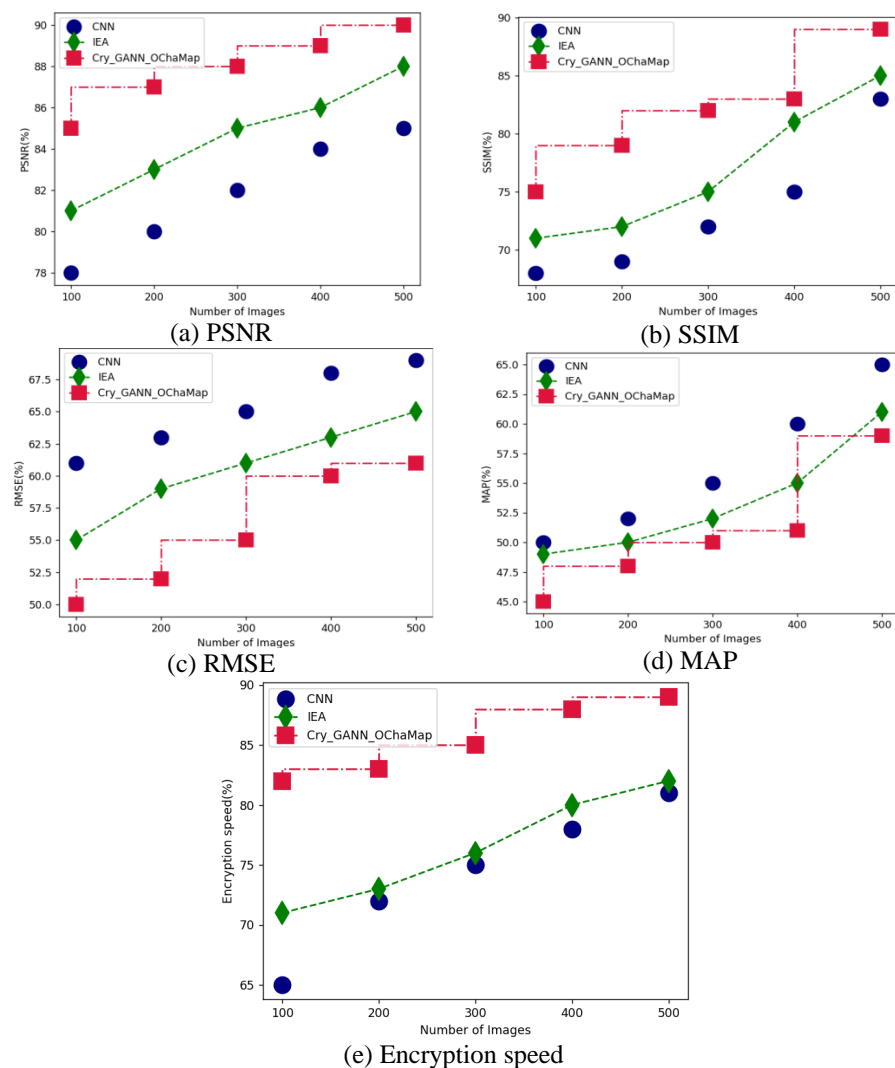 90
88
86
84
82
80
78
PSNR(%)
CNN
IEA
Cry_GANN_OChaMap
100 200 300 400 500
Number of Images
(a) PSNR
90
85
80
75
70
SSIM(%)
CNN
IEA
Cry_GANN_OChaMap
100 200 300 400 500
Number of Images
(b) SSIM
67.5
65.0
62.5
60.0
57.5
55.0
52.5
50.0
RMSE(%)
CNN
IEA
Cry_GANN_OChaMap
100 200 300 400 500
Number of Images
(c) RMSE
65.0
62.5
60.0
57.5
55.0
52.5
50.0
47.5
45.0
MAP(%)
CNN
IEA
Cry_GANN_OChaMap
100 200 300 400 500
Number of Images
(d) MAP
90
85
80
75
70
65
Encryption speed(%)
CNN
IEA
Cry_GANN_OChaMap
100 200 300 400 500
Number of Images
(e) Encryption speed